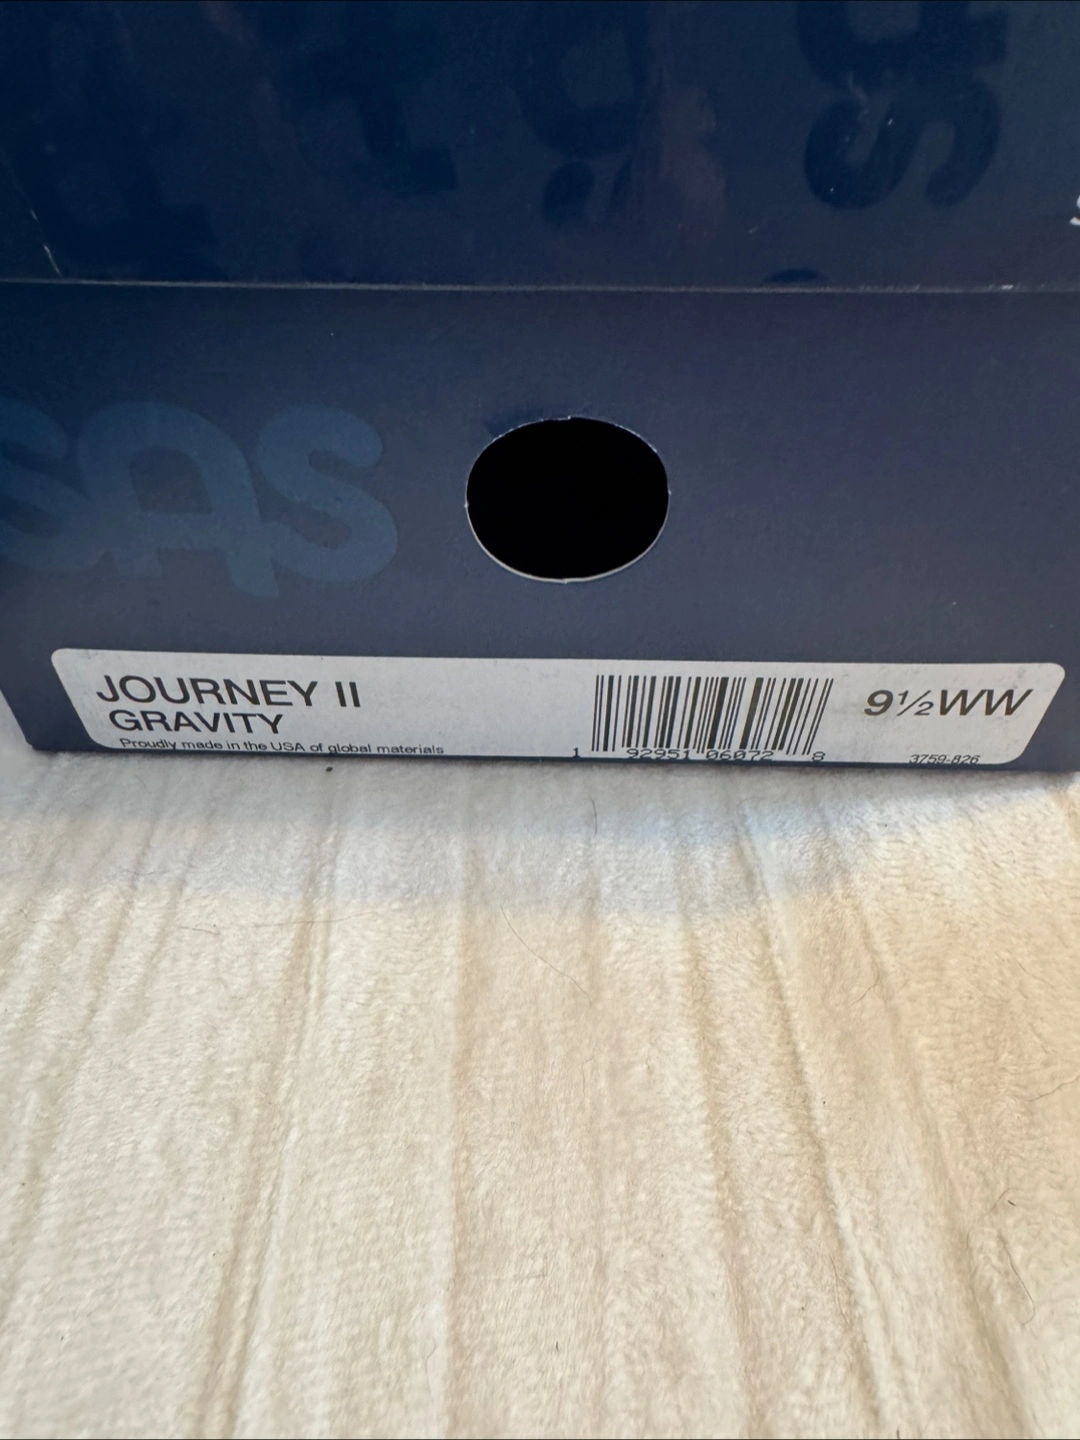 SAS
JOURNEY II
GRAVITY
Proudly made in the USA of global materials
1 92951 06072 8
9½WW
3759-826